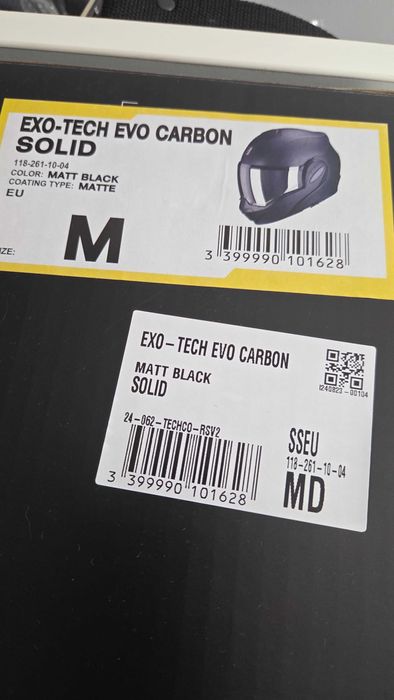 EXO-TECH EVO CARBON
SOLID
118-261-10-04
COLOR: MATT BLACK
COATING TYPE: MATTE
EU
IZE: M
3 399990 101628
EXO-TECH EVO CARBON
MATT BLACK
SOLID
I240823-00104
24-062-TECHCO-RSV2
SSEU
118-261-10-04
MD
3 399990 101628